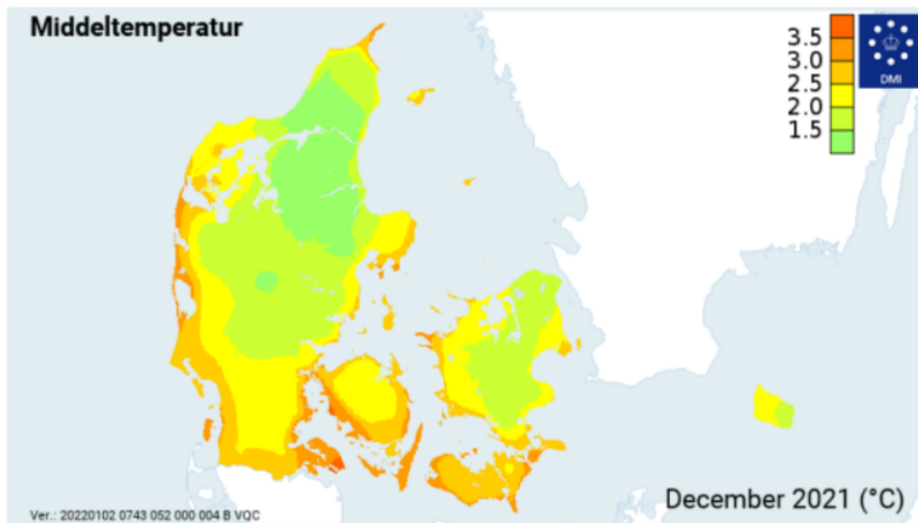 Middeltemperatur
3.5
3.0
2.5
2.0
1.5
DMI
December 2021 (°C)
Ver.: 20220102 0743 052 000 004 B VQC